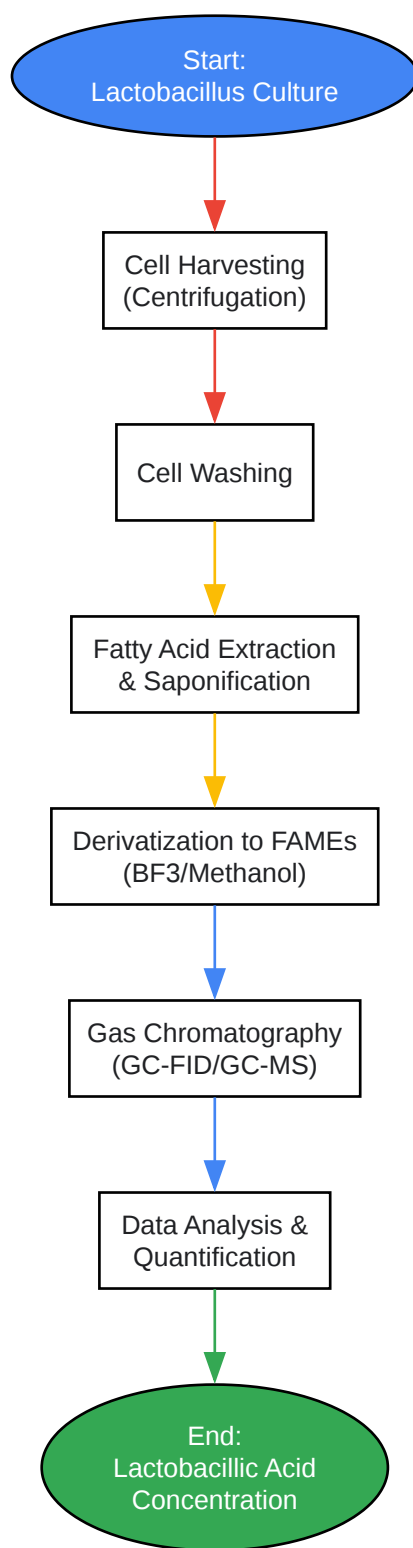 Start:
Lactobacillus Culture
Cell Harvesting
(Centrifugation)
Cell Washing
Fatty Acid Extraction
& Saponification
Derivatization to FAMEs
(BF3/Methanol)
Gas Chromatography
(GC-FID/GC-MS)
Data Analysis &
Quantification
End:
Lactobacillic Acid
Concentration